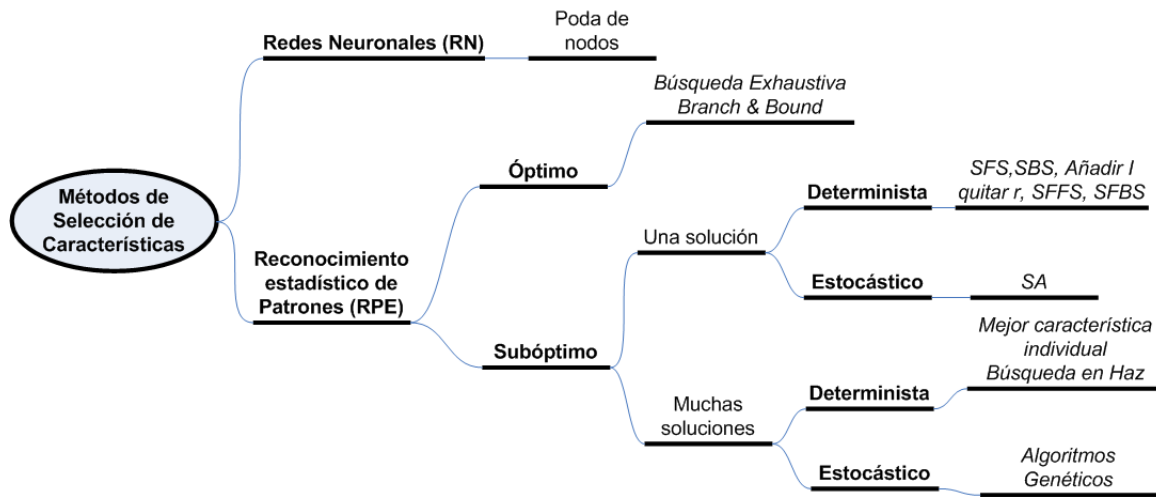 Métodos de
Selección de
Características
Redes Neuronales (RN)
Poda de
nodos
Reconocimiento
estadístico de
Patrones (RPE)
Óptimo
Búsqueda Exhaustiva
Branch & Bound
Subóptimo
Una solución
Determinista
SFS,SBS, Añadir l
quitar r, SFFS, SFBS
Estocástico
SA
Muchas
soluciones
Determinista
Mejor característica
individual
Búsqueda en Haz
Estocástico
Algoritmos
Genéticos